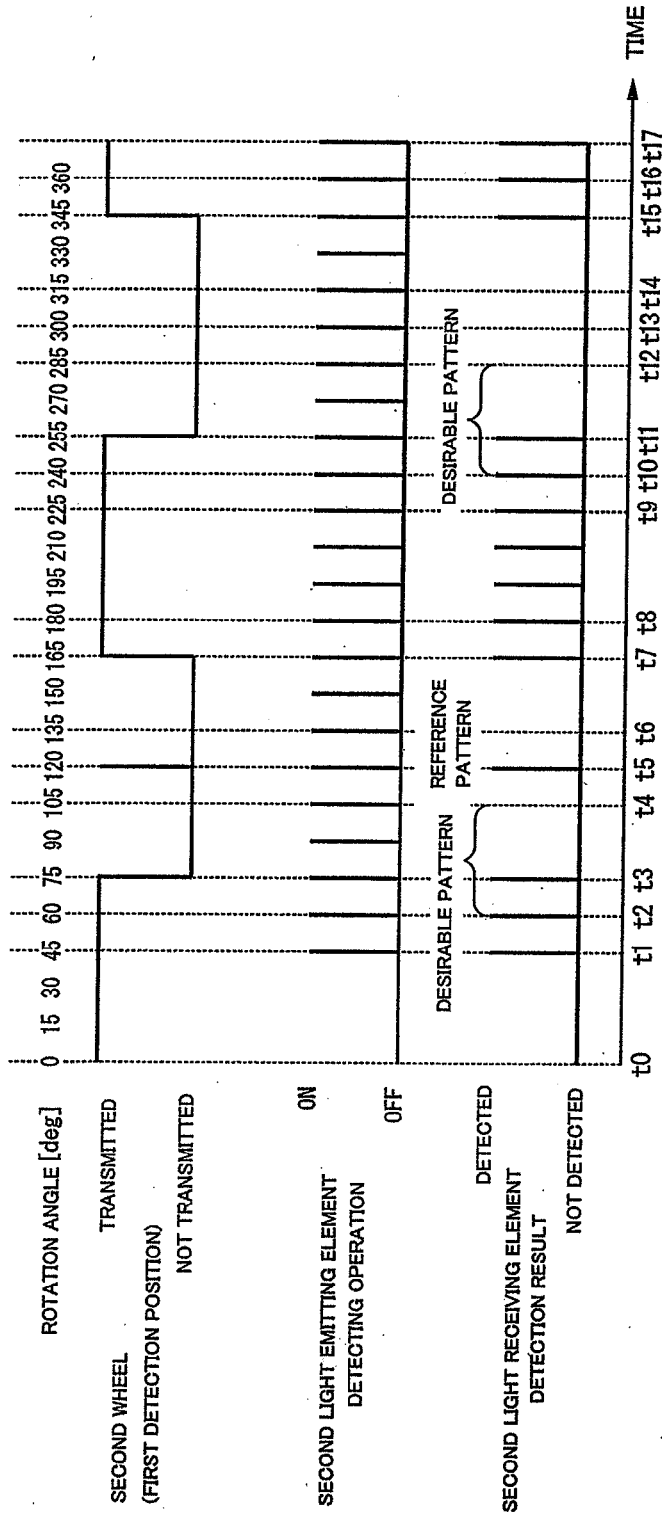 ROTATION ANGLE [deg]
0 15 30 45 60 75 90 105 120 135 150 165 180 195 210 225 240 255 270 285 300 315 330 345 360
SECOND WHEEL
(FIRST DETECTION POSITION)
TRANSMITTED
NOT TRANSMITTED
SECOND LIGHT EMITTING ELEMENT
DETECTING OPERATION
ON
OFF
DESIRABLE PATTERN
REFERENCE
PATTERN
DESIRABLE PATTERN
SECOND LIGHT RECEIVING ELEMENT
DETECTION RESULT
DETECTED
NOT DETECTED
t0 t1 t2 t3 t4 t5 t6 t7 t8 t9 t10 t11 t12 t13 t14 t15 t16 t17
TIME